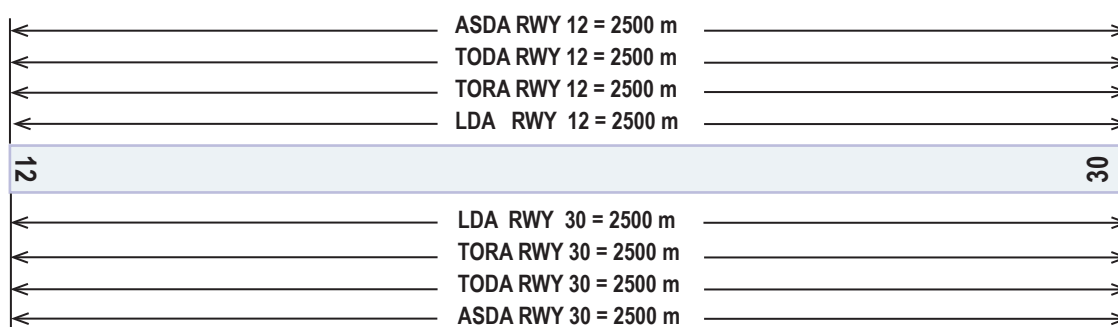 ASDA RWY 12 = 2500 m
TODA RWY 12 = 2500 m
TORA RWY 12 = 2500 m
LDA RWY 12 = 2500 m
12
30
LDA RWY 30 = 2500 m
TORA RWY 30 = 2500 m
TODA RWY 30 = 2500 m
ASDA RWY 30 = 2500 m